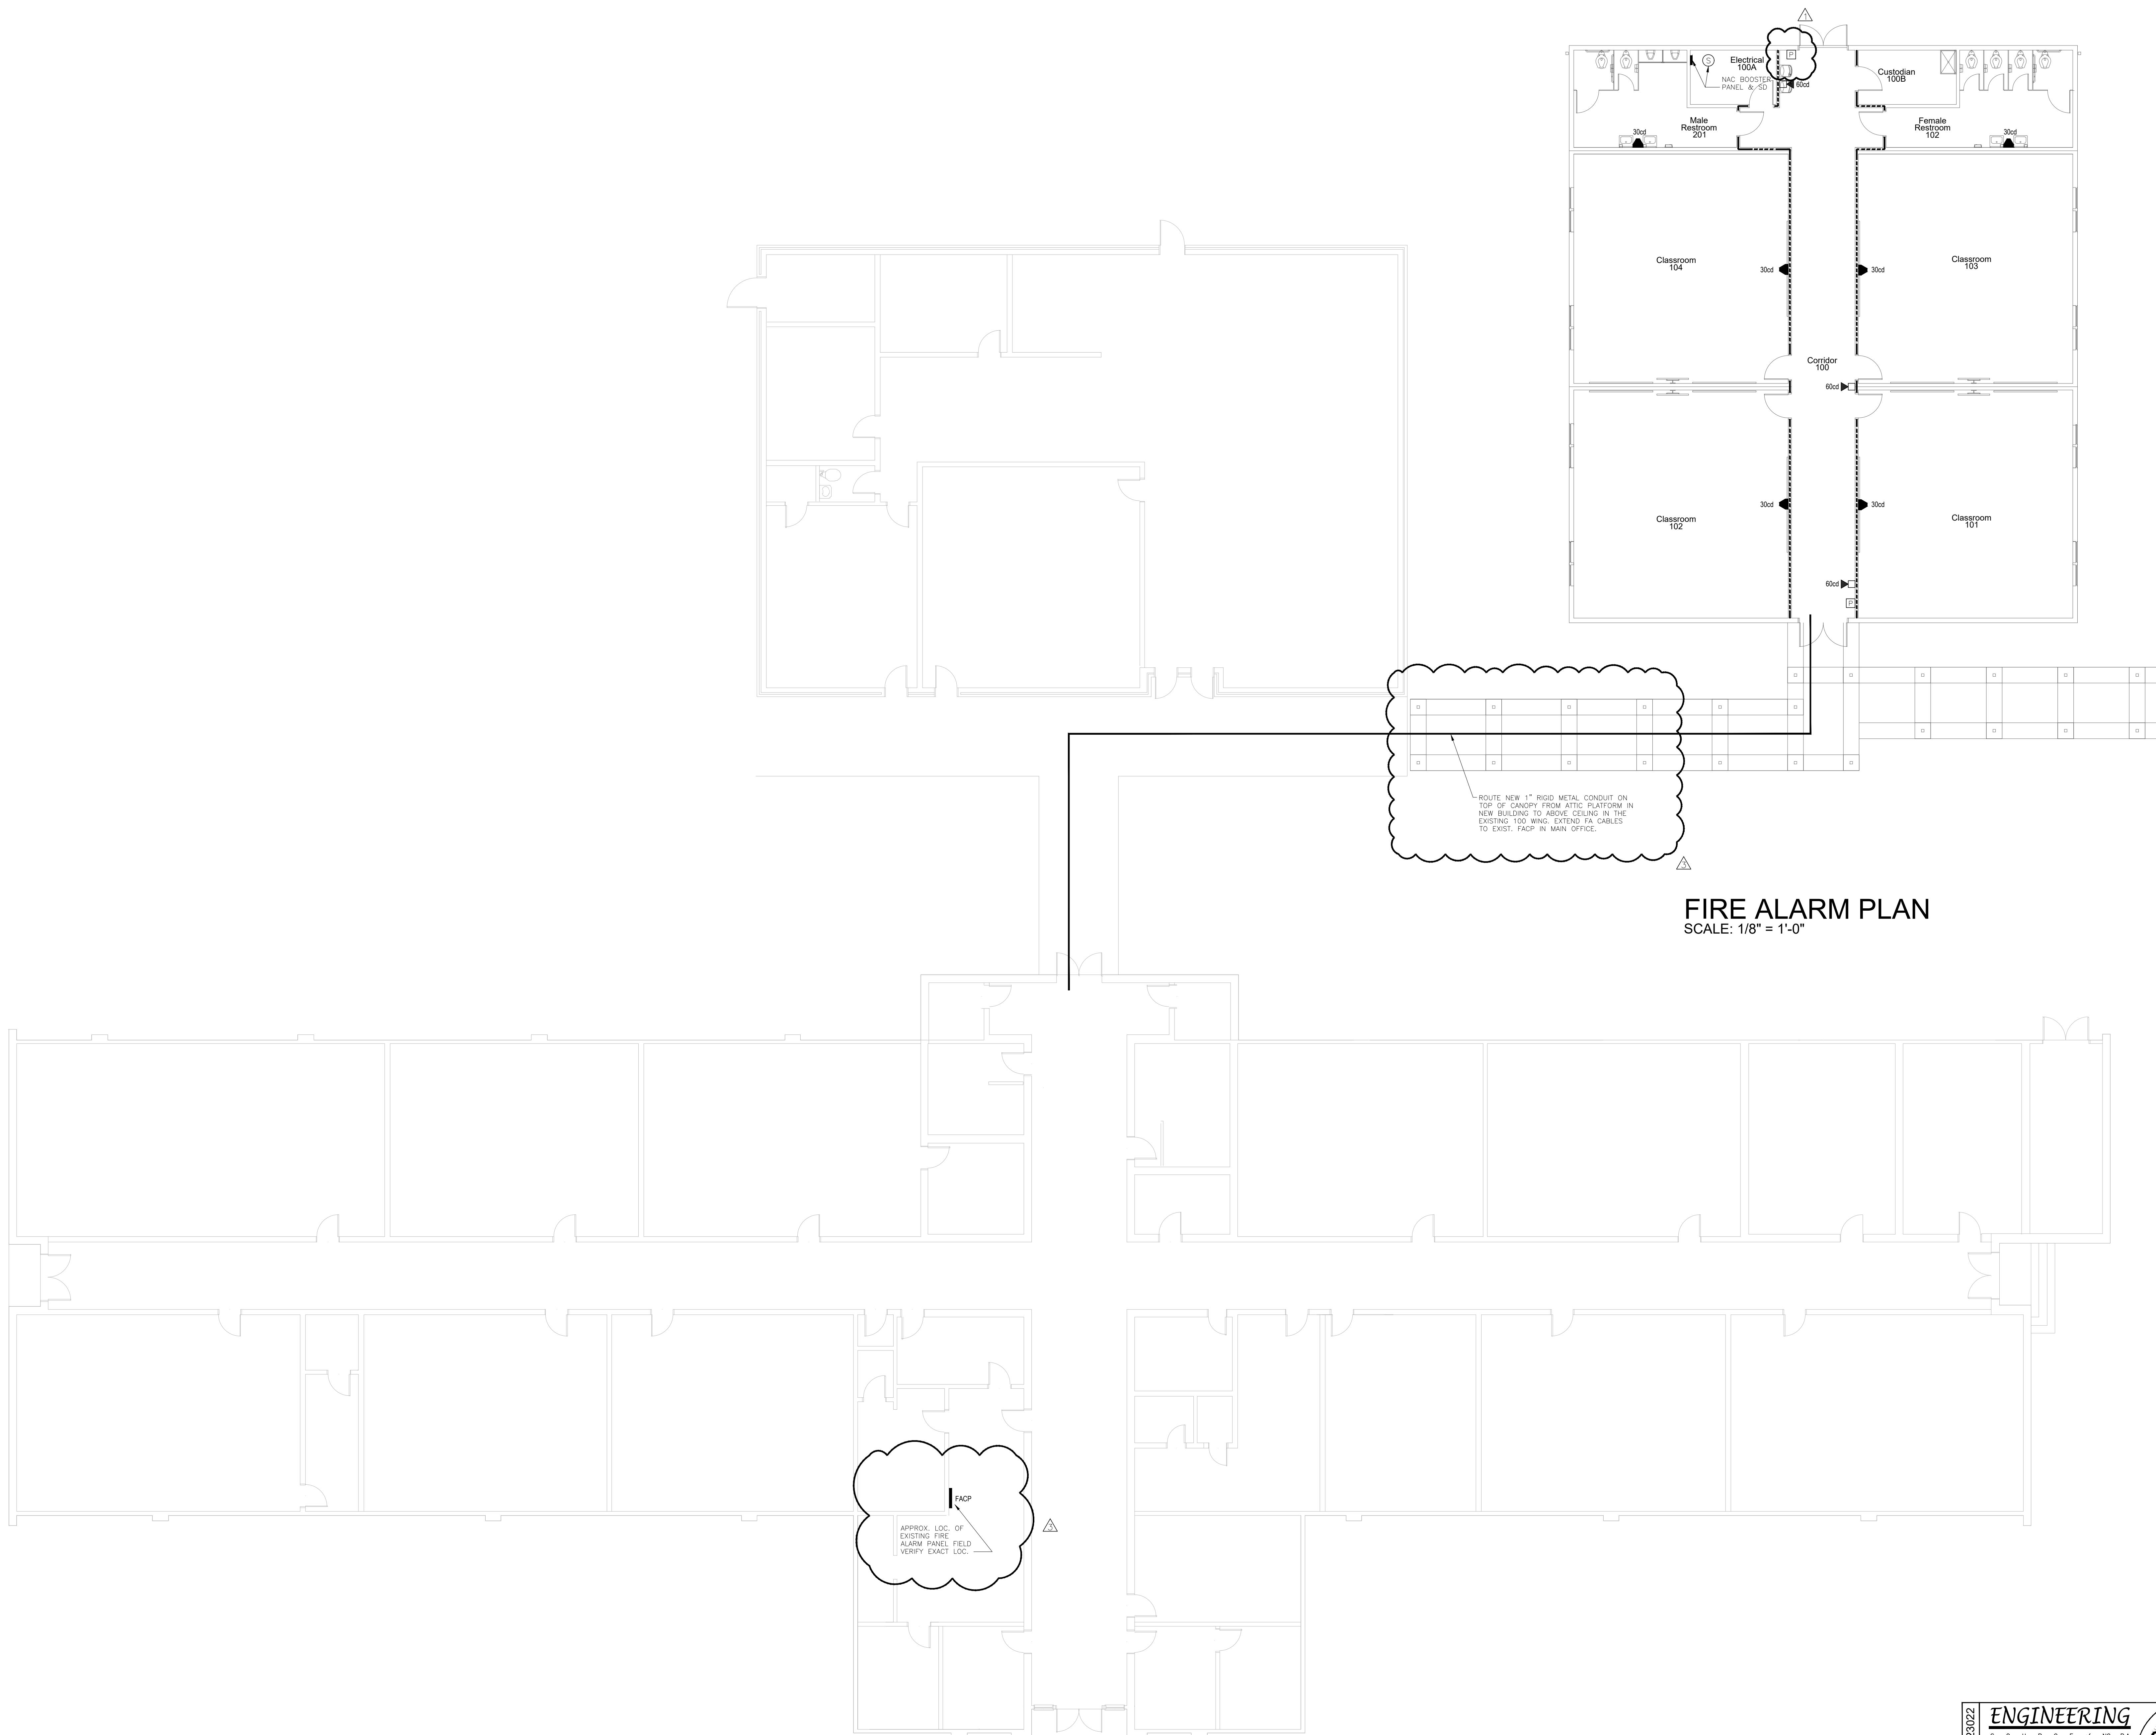 1
Electrical
100A
S
P
NAC BOOSTER
PANEL & SD
60cd
Custodian
100B
Male
Restroom
201
Female
Restroom
102
30cd
30cd
Classroom
104
30cd
30cd
Classroom
103
Corridor
100
60cd
Classroom
102
30cd
30cd
Classroom
101
60cd
P
ROUTE NEW 1" RIGID METAL CONDUIT ON
TOP OF CANOPY FROM ATTIC PLATFORM IN
NEW BUILDING TO ABOVE CEILING IN THE
EXISTING 100 WING. EXTEND FA CABLES
TO EXIST. FACP IN MAIN OFFICE.
3
FIRE ALARM PLAN
SCALE: 1/8" = 1'-0"
FACP
APPROX. LOC. OF
EXISTING FIRE
ALARM PANEL FIELD
VERIFY EXACT LOC.
3
23022
ENGINEERING